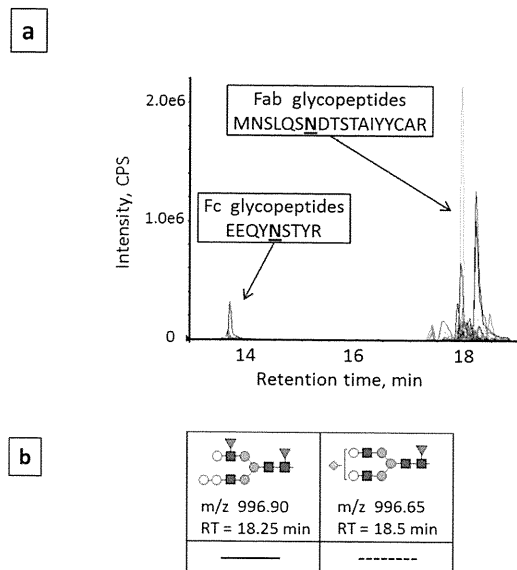 a
2.0e6
1.0e6
0
Intensity, CPS
Fab glycopeptides
MNSLQSNDTSTAIYYCAR
Fc glycopeptides
EEQYNSTYR
14
16
18
Retention time, min
b
m/z 996.90
RT = 18.25 min
m/z 996.65
RT = 18.5 min